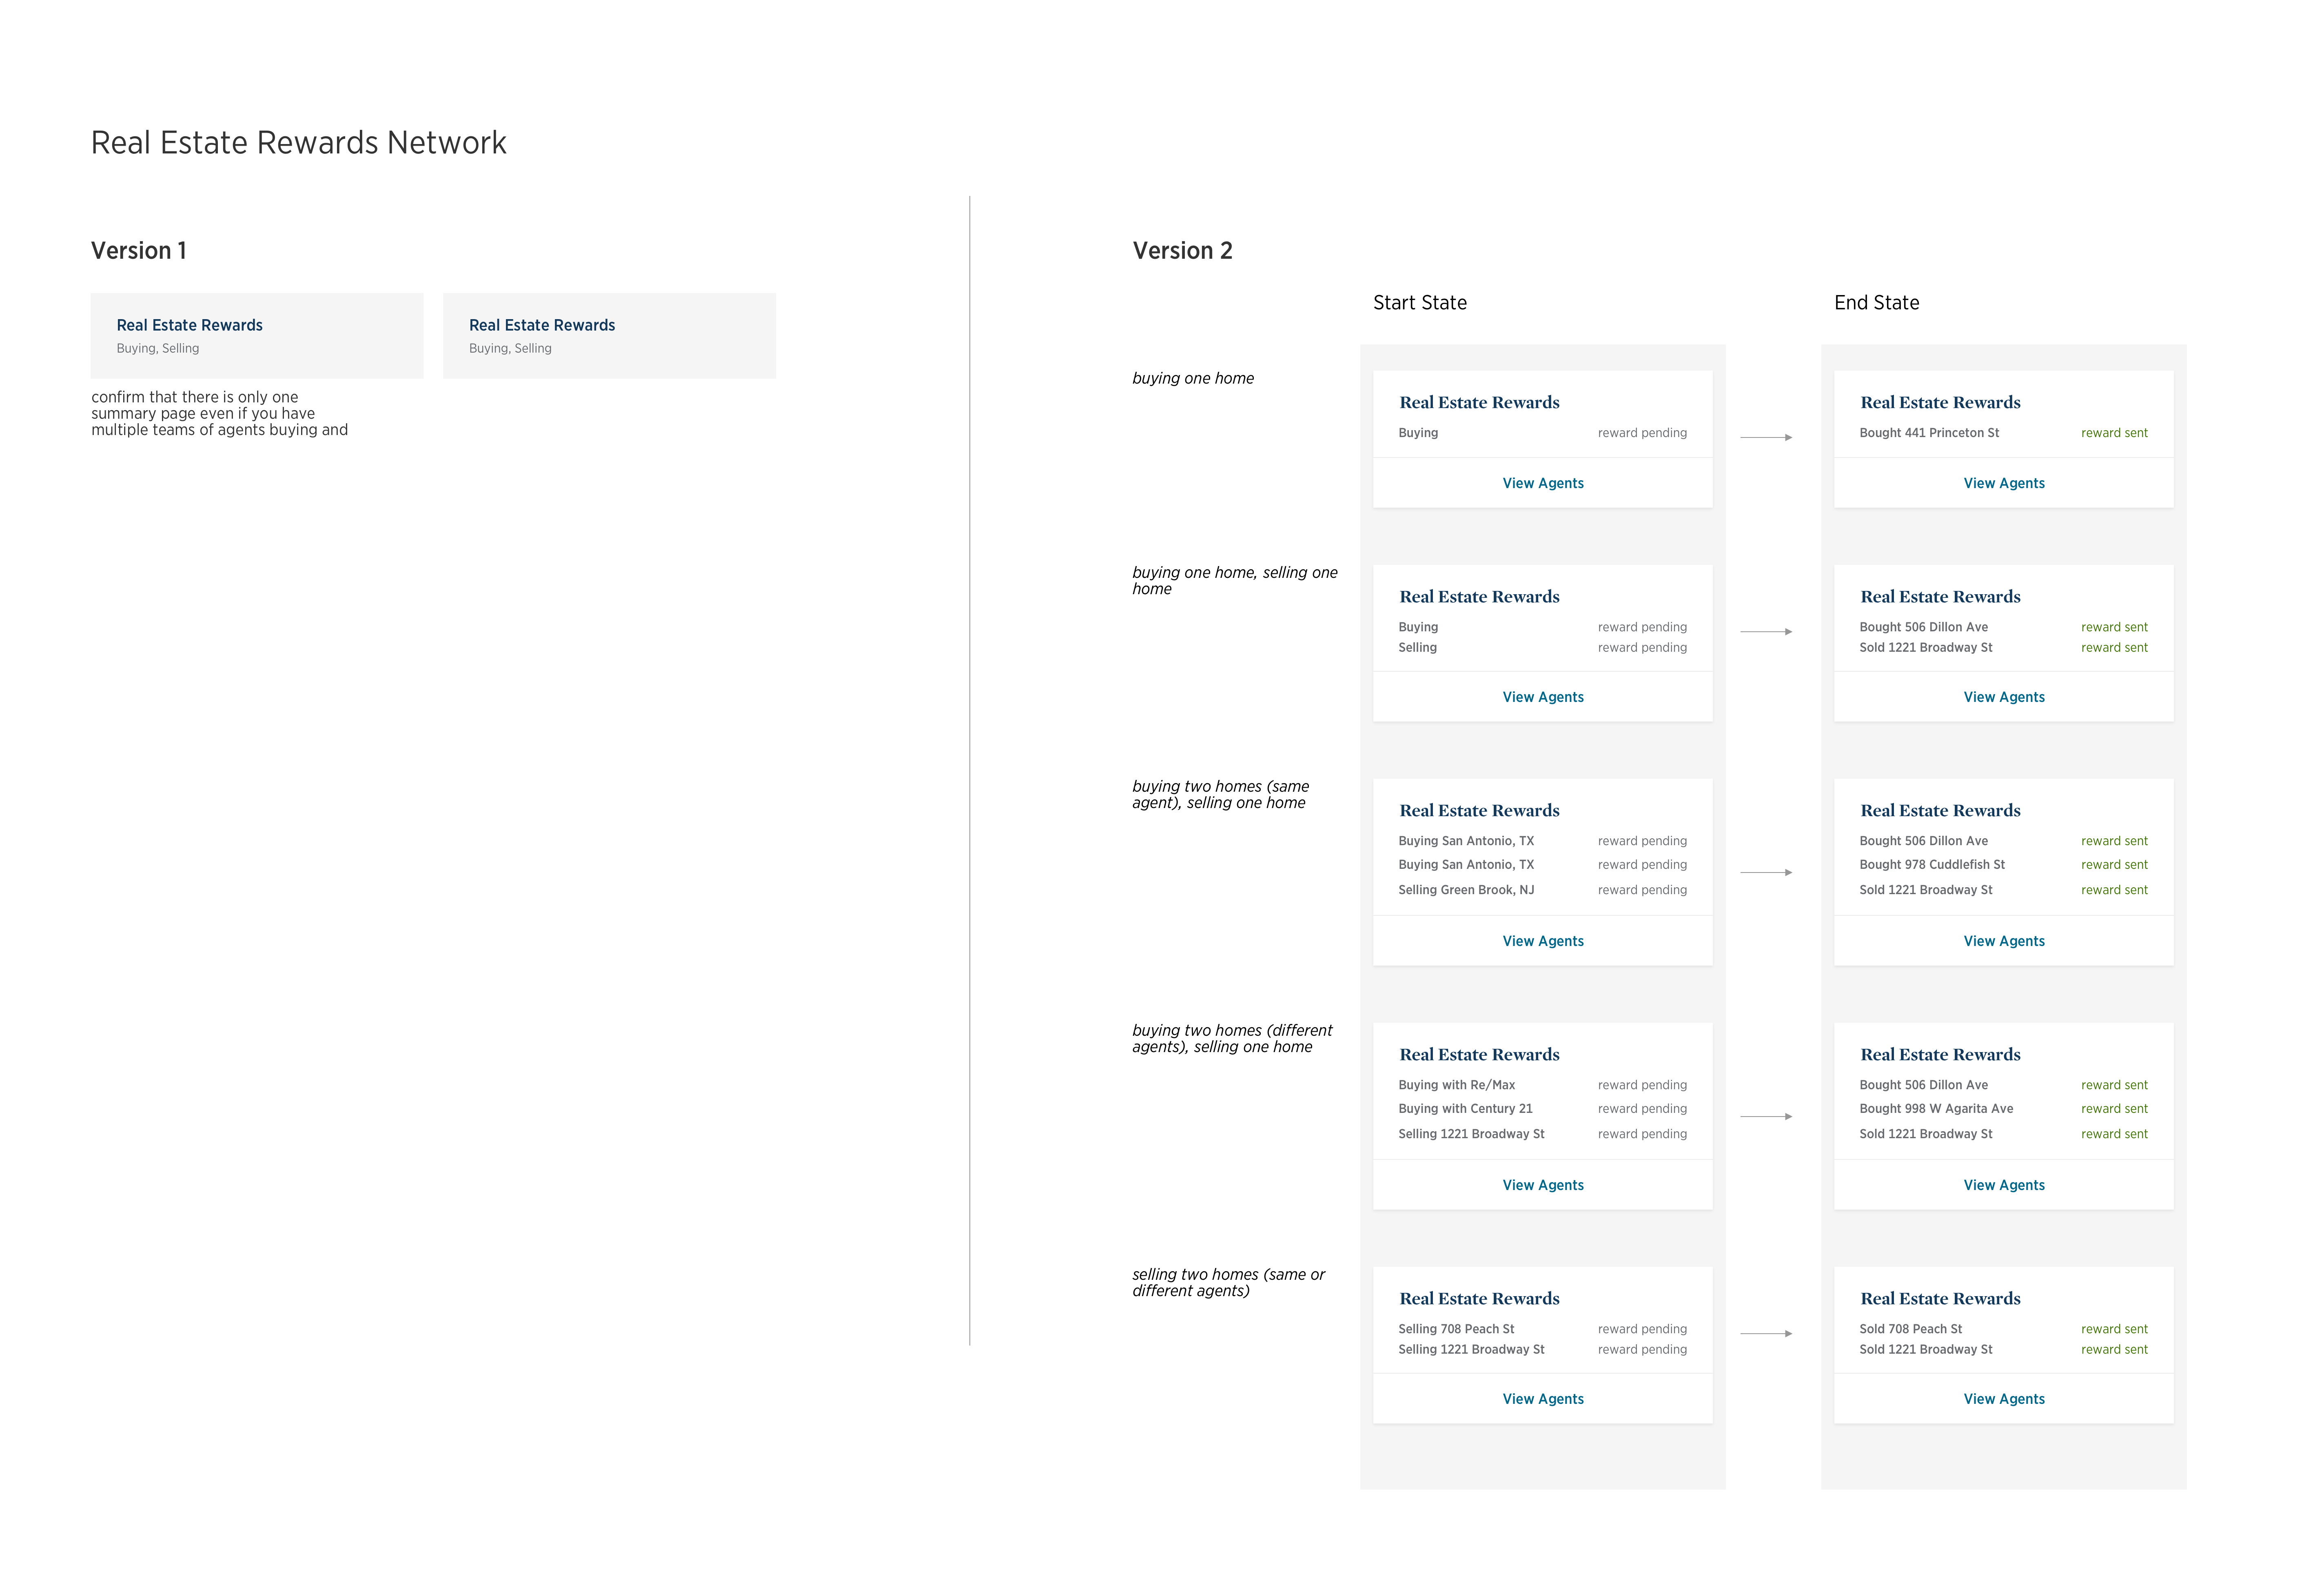 Real Estate Rewards Network
Version 1
Real Estate Rewards
Buying, Selling
Real Estate Rewards
Buying, Selling
confirm that there is only one
summary page even if you have
multiple teams of agents buying and
Version 2
Start State
End State
buying one home
Real Estate Rewards
Buying reward pending
View Agents
Real Estate Rewards
Bought 441 Princeton St reward sent
View Agents
buying one home, selling one
home
Real Estate Rewards
Buying reward pending
Selling reward pending
View Agents
Real Estate Rewards
Bought 506 Dillon Ave reward sent
Sold 1221 Broadway St reward sent
View Agents
buying two homes (same
agent), selling one home
Real Estate Rewards
Buying San Antonio, TX reward pending
Buying San Antonio, TX reward pending
Selling Green Brook, NJ reward pending
View Agents
Real Estate Rewards
Bought 506 Dillon Ave reward sent
Bought 978 Cuddlefish St reward sent
Sold 1221 Broadway St reward sent
View Agents
buying two homes (different
agents), selling one home
Real Estate Rewards
Buying with Re/Max reward pending
Buying with Century 21 reward pending
Selling 1221 Broadway St reward pending
View Agents
Real Estate Rewards
Bought 506 Dillon Ave reward sent
Bought 998 W Agarita Ave reward sent
Sold 1221 Broadway St reward sent
View Agents
selling two homes (same or
different agents)
Real Estate Rewards
Selling 708 Peach St reward pending
Selling 1221 Broadway St reward pending
View Agents
Real Estate Rewards
Sold 708 Peach St reward sent
Sold 1221 Broadway St reward sent
View Agents